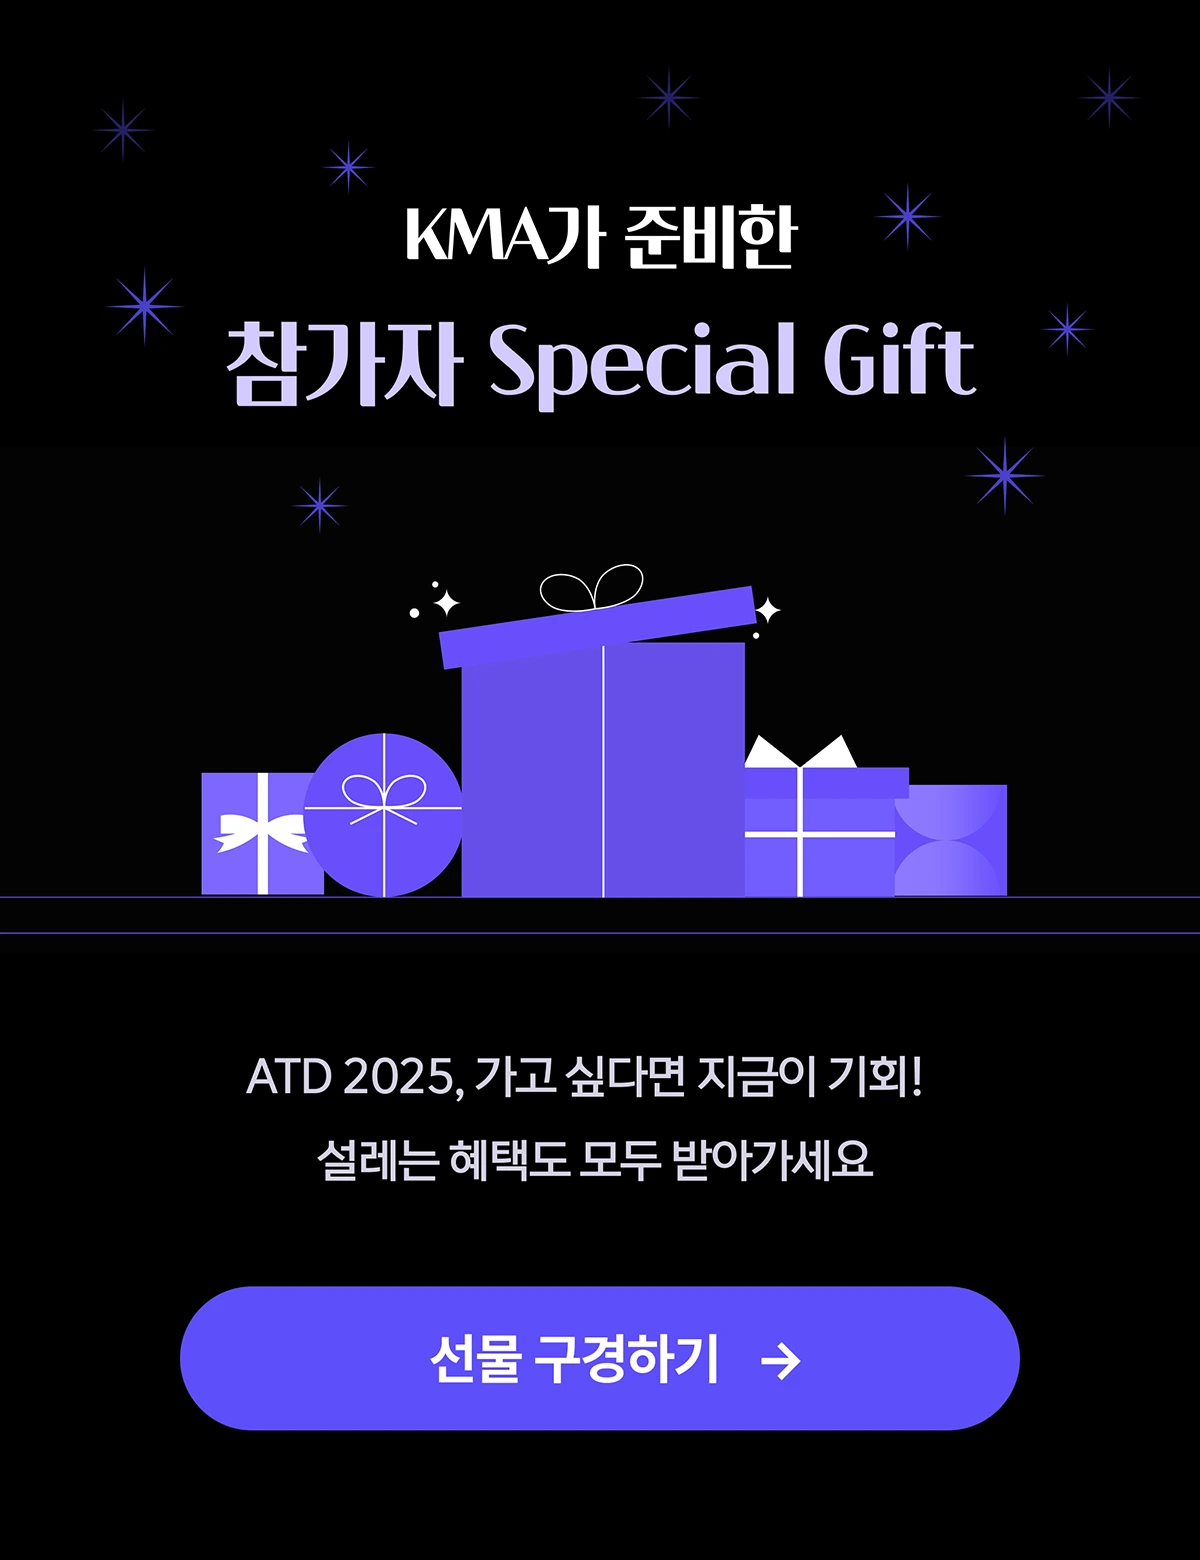 KMA가 준비한
참가자 Special Gift
ATD 2025, 가고 싶다면 지금이 기회!
설레는 혜택도 모두 받아가세요
선물 구경하기 →